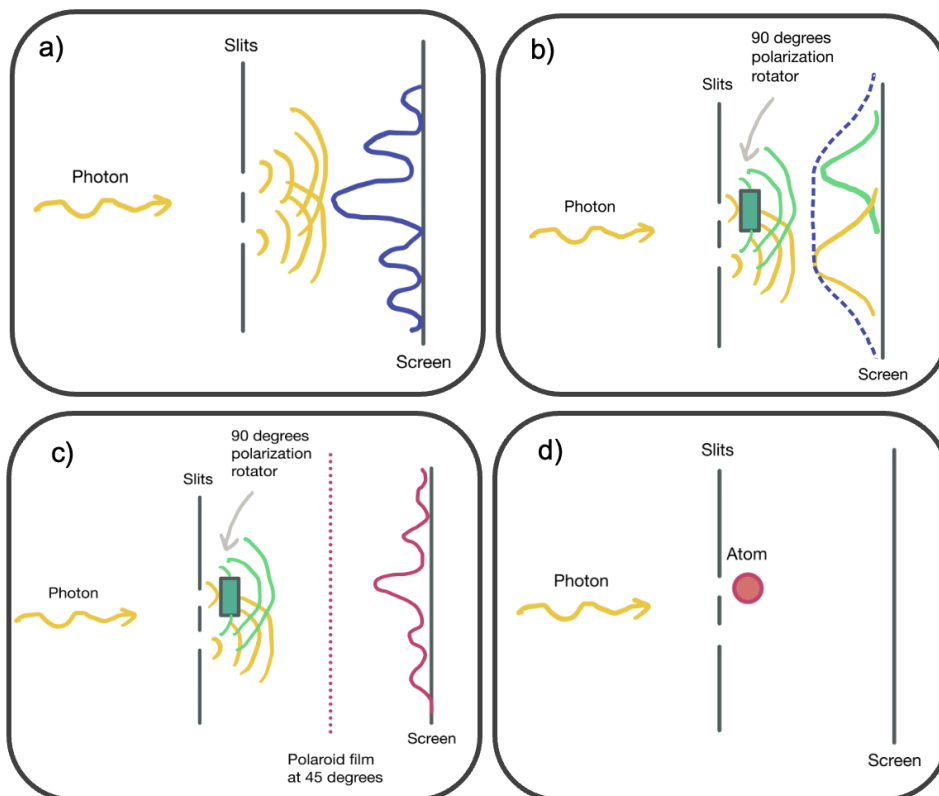 a)
Slits
Photon
Screen
b)
90 degrees
polarization
rotator
Slits
Photon
Screen
c)
90 degrees
polarization
rotator
Slits
Photon
Screen
Polaroid film
at 45 degrees
d)
Slits
Atom
Photon
Screen